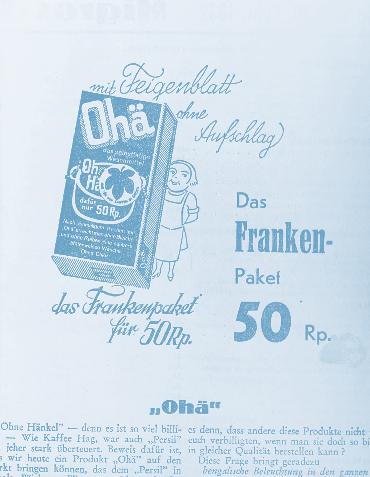 mit Feigenblatt
ohne
Aufschlag
Ohä
das
Waschmittel
Oh
Hä
dafür
nur 50 Rp.
Das
Franken-
Paket
50 Rp.
das Frankenpaket
für 50 Rp.
„Ohä“
Ohne Hänkel" — denn es ist so viel billi-
— Wie Kaffee Hag, war auch „Persil"
jeher stark überteuert. Beweis dafür ist,
s wir heute ein Produkt „Ohä" auf den
rkt bringen können, das dem „Persil" in
es denn, dass andere diese Produkte nicht
euch verbilligten, wenn man sie doch so bi
in gleicher Qualität herstellen kann?
Diese Frage bringt geradezu
bengalische Beleuchtung in den ganzen